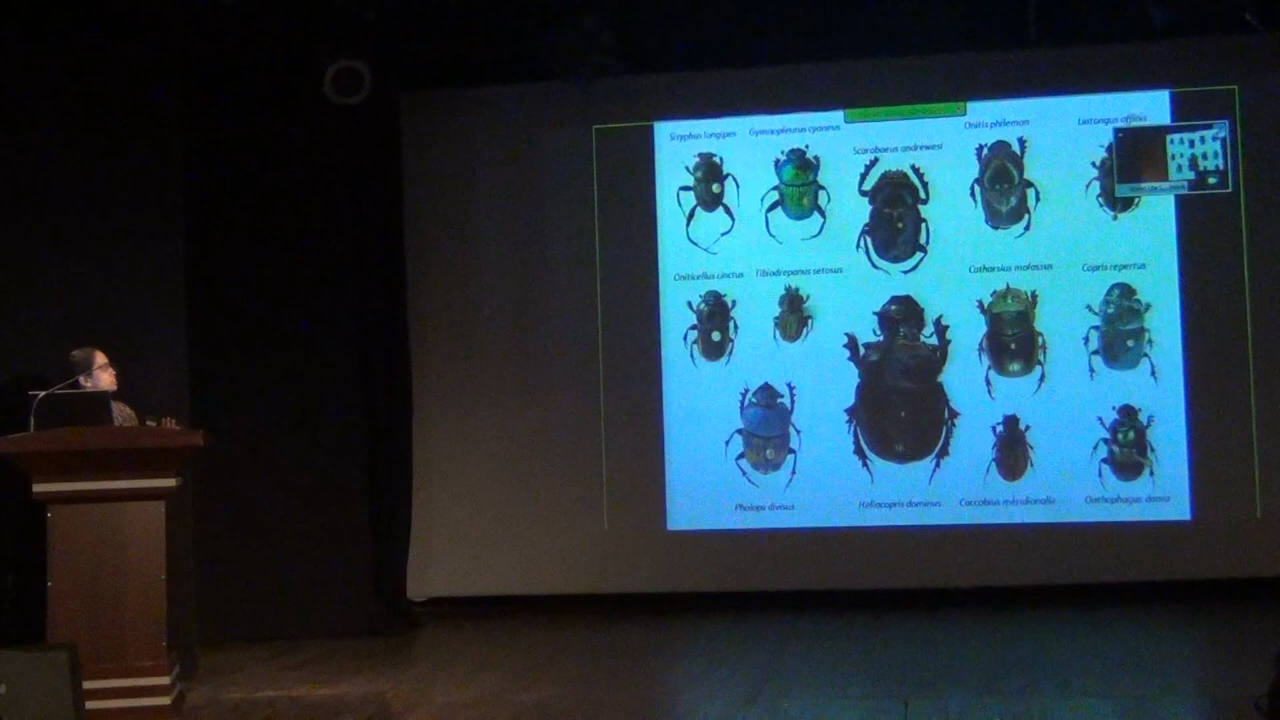 Sisyphus longipes
Gymnopleurus cyaneus
Scarabaeus andrewesi
Onitis philemon
Liatongus affinis
Oniticellus cinctus
Tibiodrepanus setosus
Catharsius molossus
Copris repertus
Phalops divisus
Heliocopris dominus
Caccobius meridionalis
Onthophagus dama